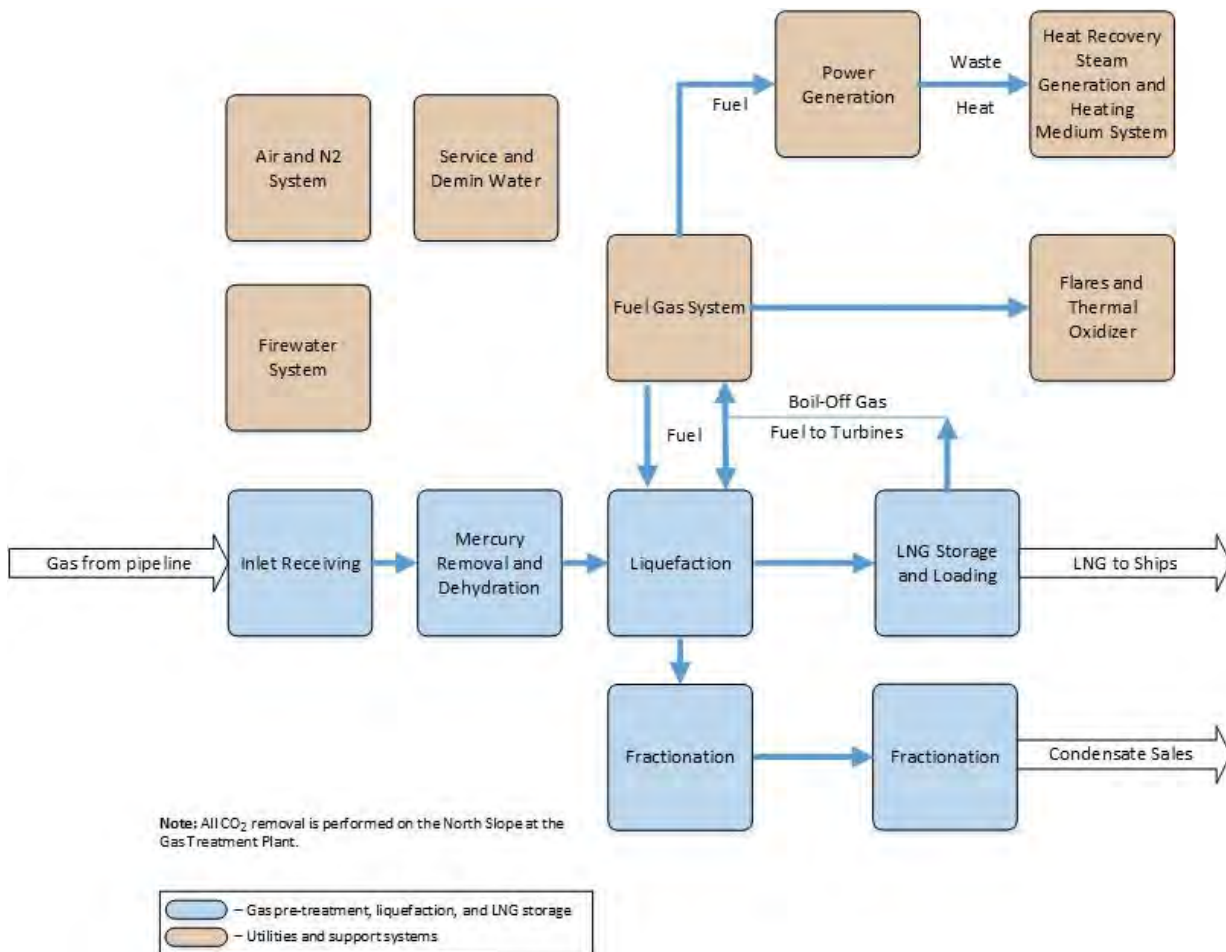 Heat Recovery
Steam
Generation and
Heating
Medium System
Power
Generation
Waste
Heat
Fuel
Air and N2
System
Service and
Demin Water
Fuel Gas System
Flares and
Thermal
Oxidizer
Firewater
System
Boil-Off Gas
Fuel to Turbines
Fuel
Gas from pipeline
Inlet Receiving
Mercury
Removal and
Dehydration
Liquefaction
LNG Storage
and Loading
LNG to Ships
Fractionation
Fractionation
Condensate Sales
Note: All CO₂ removal is performed on the North Slope at the
Gas Treatment Plant.
– Gas pre-treatment, liquefaction, and LNG storage
– Utilities and support systems